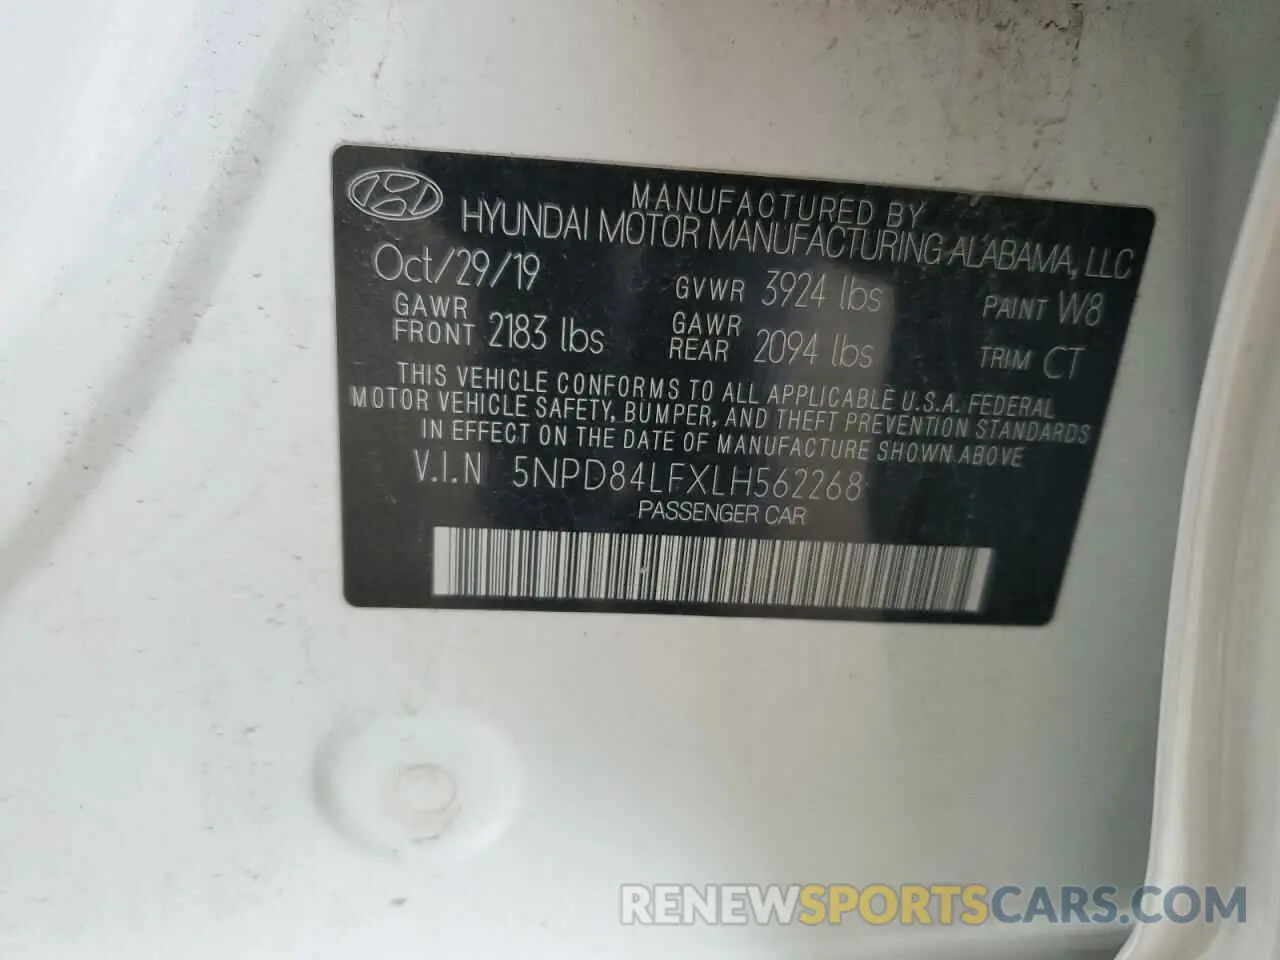 MANUFACTURED BY
HYUNDAI MOTOR MANUFACTURING ALABAMA, LLC
Oct/29/19 GVWR 3924 lbs PAINT W8
GAWR FRONT 2183 lbs GAWR REAR 2094 lbs TRIM CT
THIS VEHICLE CONFORMS TO ALL APPLICABLE U.S.A. FEDERAL
MOTOR VEHICLE SAFETY, BUMPER, AND THEFT PREVENTION STANDARDS
IN EFFECT ON THE DATE OF MANUFACTURE SHOWN ABOVE
V.I.N 5NPD84LFXLH562268
PASSENGER CAR
RENEWSPORTSCARS.COM